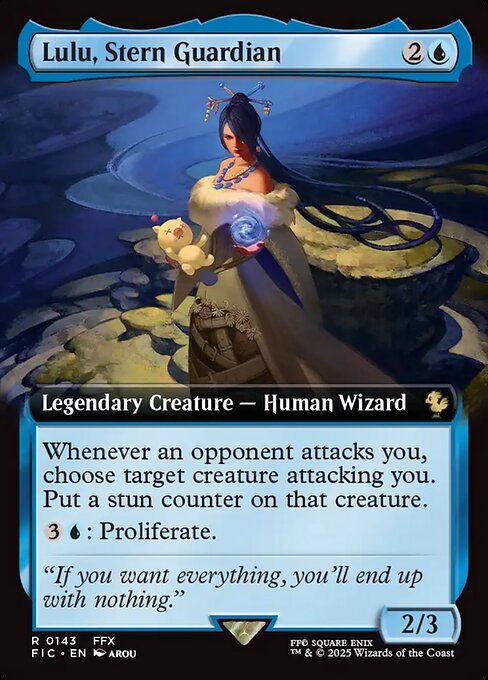 Lulu, Stern Guardian 2
Legendary Creature — Human Wizard
Whenever an opponent attacks you,
choose target creature attacking you.
Put a stun counter on that creature.
3 : Proliferate.
“If you want everything, you’ll end up
with nothing.”
2/3
R 0143 FFX
FIC • EN AROU
FF© SQUARE ENIX
™ & © 2025 Wizards of the Coast